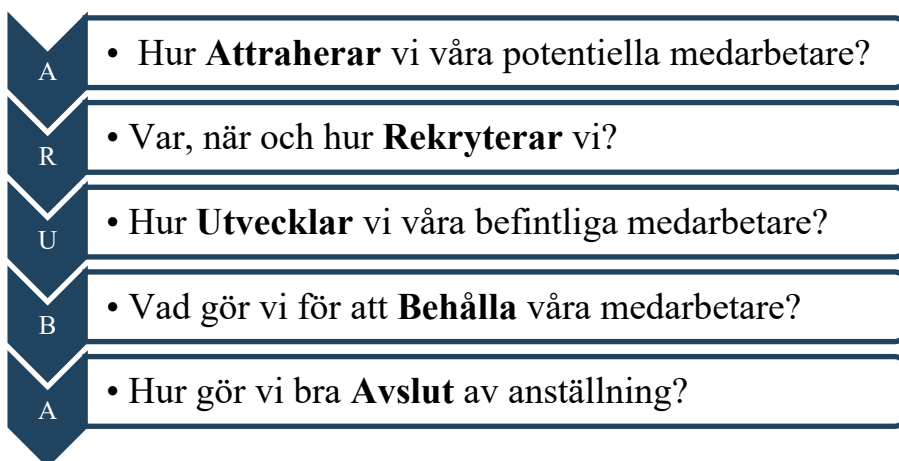 A
• Hur Attraherar vi våra potentiella medarbetare?
R
• Var, när och hur Rekryterar vi?
U
• Hur Utvecklar vi våra befintliga medarbetare?
B
• Vad gör vi för att Behålla våra medarbetare?
A
• Hur gör vi bra Avslut av anställning?